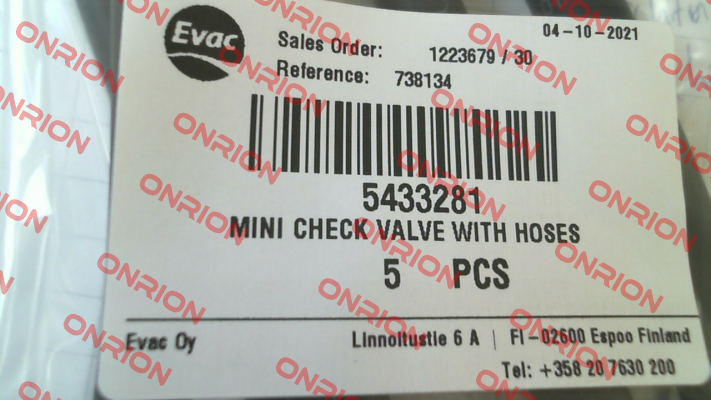 04-10-2021
Evac
Sales Order: 1223679 / 30
Reference: 738134
5433281
MINI CHECK VALVE WITH HOSES
5 PCS
Evac Oy Linnoitustie 6 A | FI-02600 Espoo Finland
Tel: +358 20 7630 200
ONRION